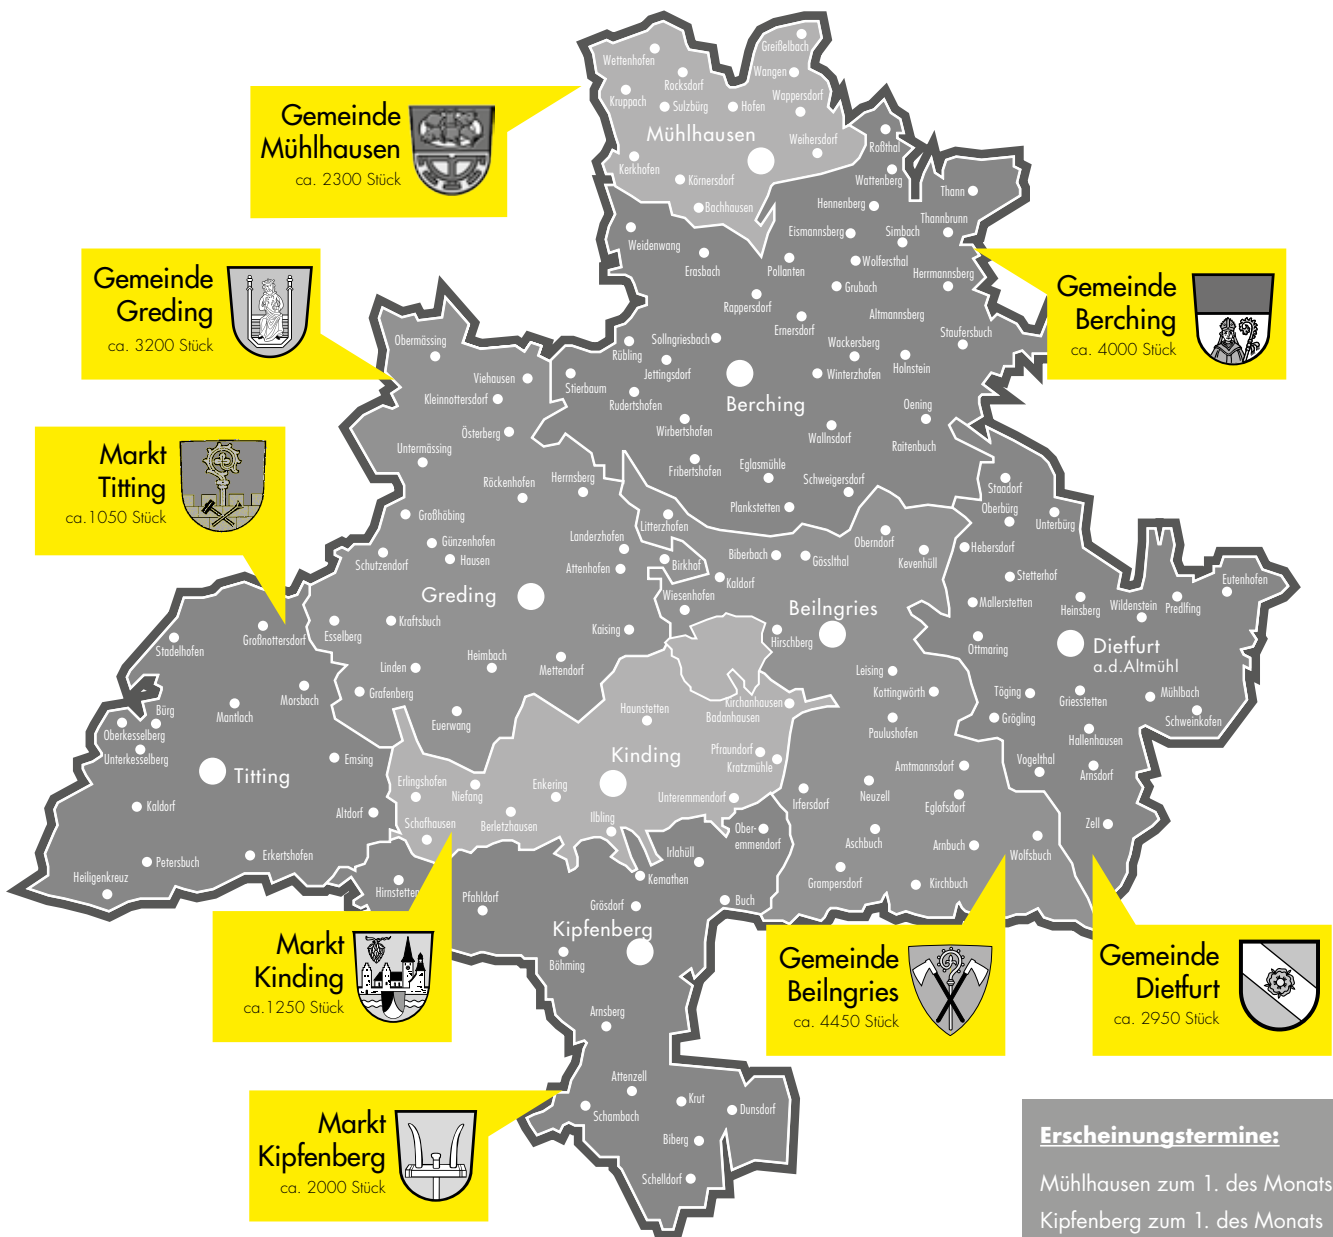 Gemeinde
Mühlhausen
ca. 2300 Stück
Gemeinde
Greding
ca. 3200 Stück
Markt
Titting
ca.1050 Stück
Gemeinde
Berching
ca. 4000 Stück
Markt
Kinding
ca.1250 Stück
Markt
Kipfenberg
ca. 2000 Stück
Gemeinde
Beilngries
ca. 4450 Stück
Gemeinde
Dietfurt
ca. 2950 Stück
Greißelbach
Wettenhofen
Wangen
Rocksdorf
Kruppach
Sulzbürg
Hofen
Wappersdorf
Mühlhausen
Weihersdorf
Kerkhofen
Körnersdorf
Bachhausen
Roßthal
Wattenberg
Thann
Hennenberg
Thannbrunn
Eismannsberg
Simbach
Weidenwang
Erasbach
Pollanten
Wolfersthal
Herrmannsberg
Grubach
Rappersdorf
Altmannsberg
Ernersdorf
Staufersbuch
Sollngriesbach
Rübling
Wackersberg
Holnstein
Jettingsdorf
Winterzhofen
Stierbaum
Rudertshofen
Berching
Oening
Wirbertshofen
Wallnsdorf
Raitenbuch
Fribertshofen
Eglasmühle
Schweigersdorf
Plankstetten
Obermässing
Viehausen
Kleinnottersdorf
Österberg
Untermässing
Röckenhofen
Herrnsberg
Großhöbing
Günzenhofen
Hausen
Schutzendorf
Landerzhofen
Attenhofen
Greding
Kraftsbuch
Esselberg
Kaising
Linden
Heimbach
Mettendorf
Grafenberg
Euerwang
Litterzhofen
Birkhof
Biberbach
Kaldorf
Gösslthal
Oberndorf
Kevenhüll
Wiesenhofen
Beilngries
Hirschberg
Leising
Kottingwörth
Paulushofen
Amtmannsdorf
Irfersdorf
Neuzell
Eglofsdorf
Aschbuch
Arnbuch
Wolfsbuch
Grampersdorf
Kirchbuch
Staadorf
Oberbürg
Unterbürg
Hebersdorf
Stetterhof
Eutenhofen
Mallerstetten
Heinsberg
Wildenstein
Predlfing
Ottmaring
Dietfurt
a.d.Altmühl
Töging
Griesstetten
Mühlbach
Grögling
Schweinkofen
Hallenhausen
Vogelthal
Arnsdorf
Zell
Großnottersdorf
Stadelhofen
Morsbach
Mantlach
Bürg
Oberkesselberg
Unterkesselberg
Titting
Emsing
Kaldorf
Altdorf
Petersbuch
Erkertshofen
Heiligenkreuz
Kirchanhausen
Badanhausen
Haunstetten
Kinding
Pfraundorf
Kratzmühle
Erlingshofen
Niefang
Enkering
Unteremmendorf
Schafhausen
Berletzhausen
Ilbling
Ober-
emmendorf
Irlahüll
Kemathen
Hirnstetten
Pfahldorf
Grösdorf
Buch
Kipfenberg
Böhming
Arnsberg
Attenzell
Krut
Schambach
Dunsdorf
Biberg
Schelldorf
Erscheinungstermine:
Mühlhausen zum 1. des Monats
Kipfenberg zum 1. des Monats